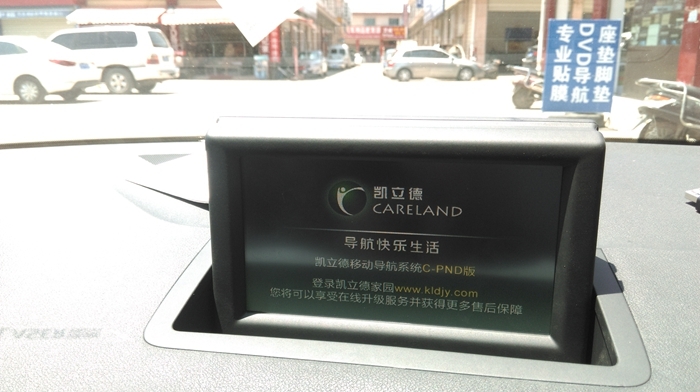 座垫脚垫
DVD导航
专业贴膜
凯立德
CARELAND
导航快乐生活
凯立德移动导航系统C-PND版
登录凯立德家园www.kldjy.com
您将可以享受在线升级服务并获得更多售后保障